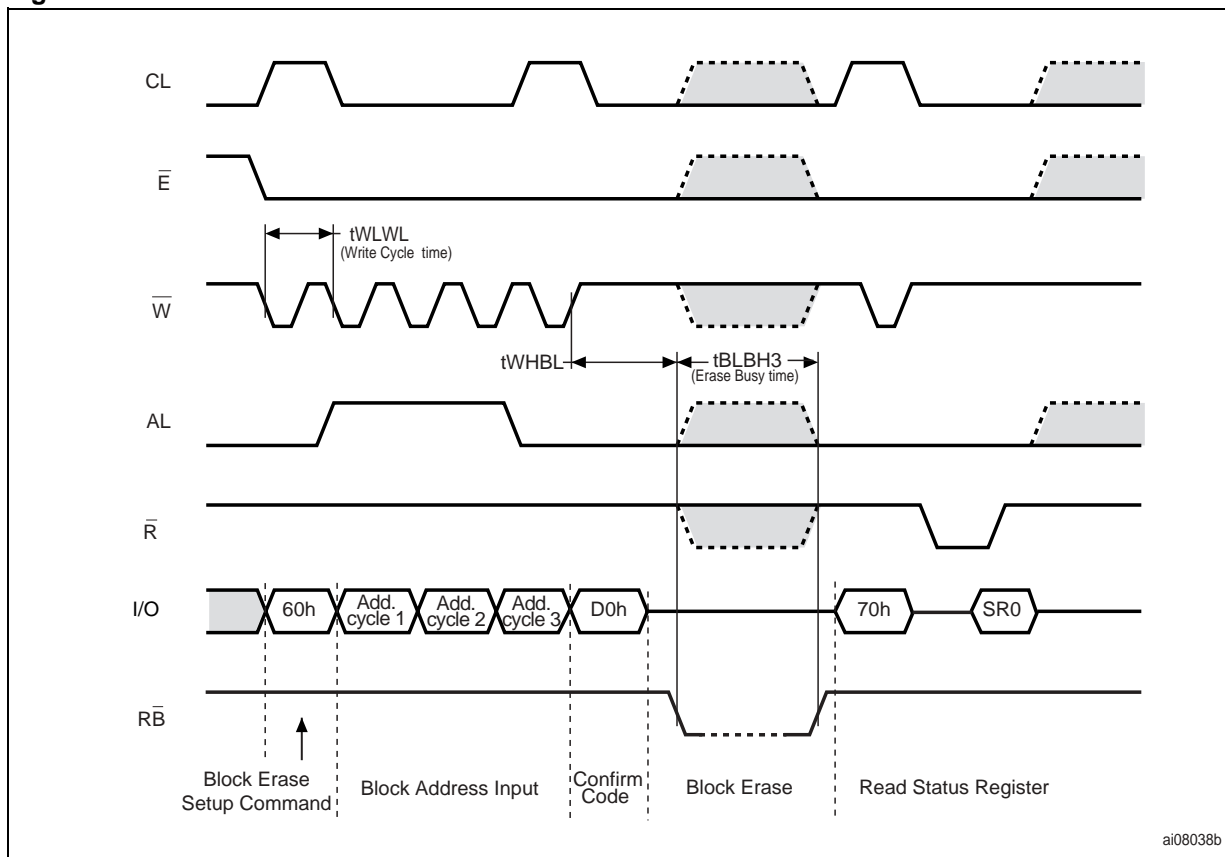 CL
E
tWLWL
(Write Cycle time)
W
tWHBL
tBLBH3
(Erase Busy time)
AL
R
I/O
60h
Add. cycle 1
Add. cycle 2
Add. cycle 3
D0h
70h
SR0
RB
Block Erase
Setup Command
Block Address Input
Confirm
Code
Block Erase
Read Status Register
ai08038b